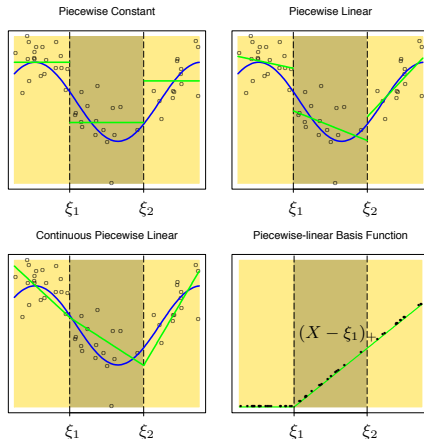 Piecewise Constant
Piecewise Linear
ξ₁ ξ₂
ξ₁ ξ₂
Continuous Piecewise Linear
Piecewise-linear Basis Function
(X − ξ₁)₊
ξ₁ ξ₂
ξ₁ ξ₂